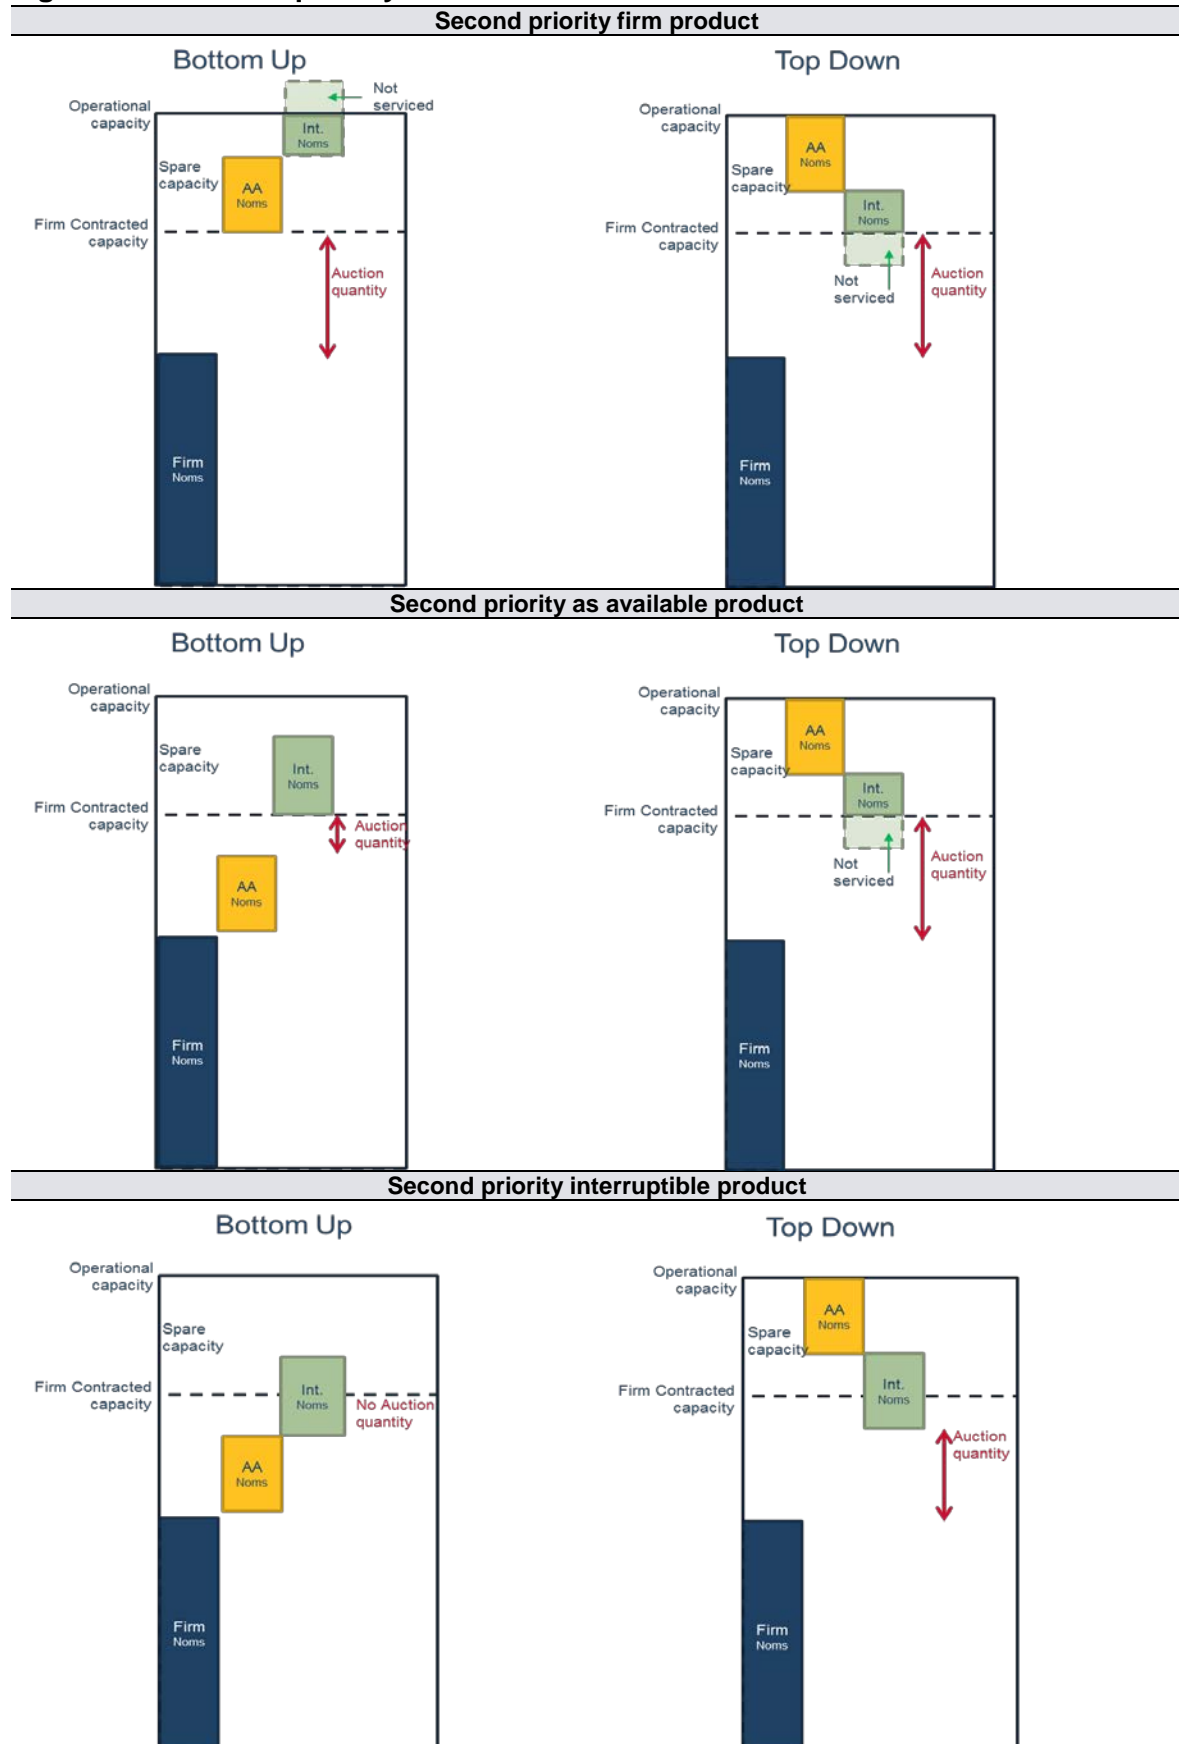 Second priority firm product
Bottom Up
Operational
capacity
Not
serviced
Int.
Noms
Spare
capacity
AA
Noms
Firm Contracted
capacity
Auction
quantity
Firm
Noms
Top Down
Operational
capacity
AA
Noms
Spare
capacity
Int.
Noms
Firm Contracted
capacity
Not
serviced
Auction
quantity
Firm
Noms
Second priority as available product
Bottom Up
Operational
capacity
Spare
capacity
Int.
Noms
Firm Contracted
capacity
Auction
quantity
AA
Noms
Firm
Noms
Top Down
Operational
capacity
AA
Noms
Spare
capacity
Int.
Noms
Firm Contracted
capacity
Not
serviced
Auction
quantity
Firm
Noms
Second priority interruptible product
Bottom Up
Operational
capacity
Spare
capacity
Firm Contracted
capacity
Int.
Noms
No Auction
quantity
AA
Noms
Firm
Noms
Top Down
Operational
capacity
AA
Noms
Spare
capacity
Firm Contracted
capacity
Int.
Noms
Auction
quantity
Firm
Noms